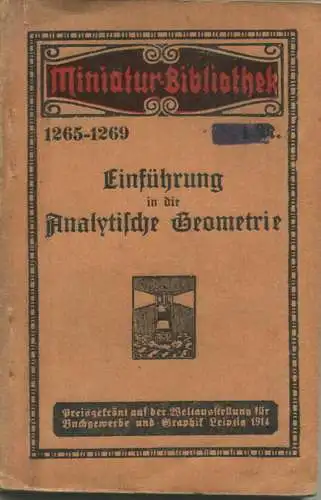 Miniatur-Bibliothek
1265-1269
Einführung
in die
Analytische Geometrie
Preisgekrönt auf der Weltausstellung für
Buchgewerbe und Graphik Leipzig 1914